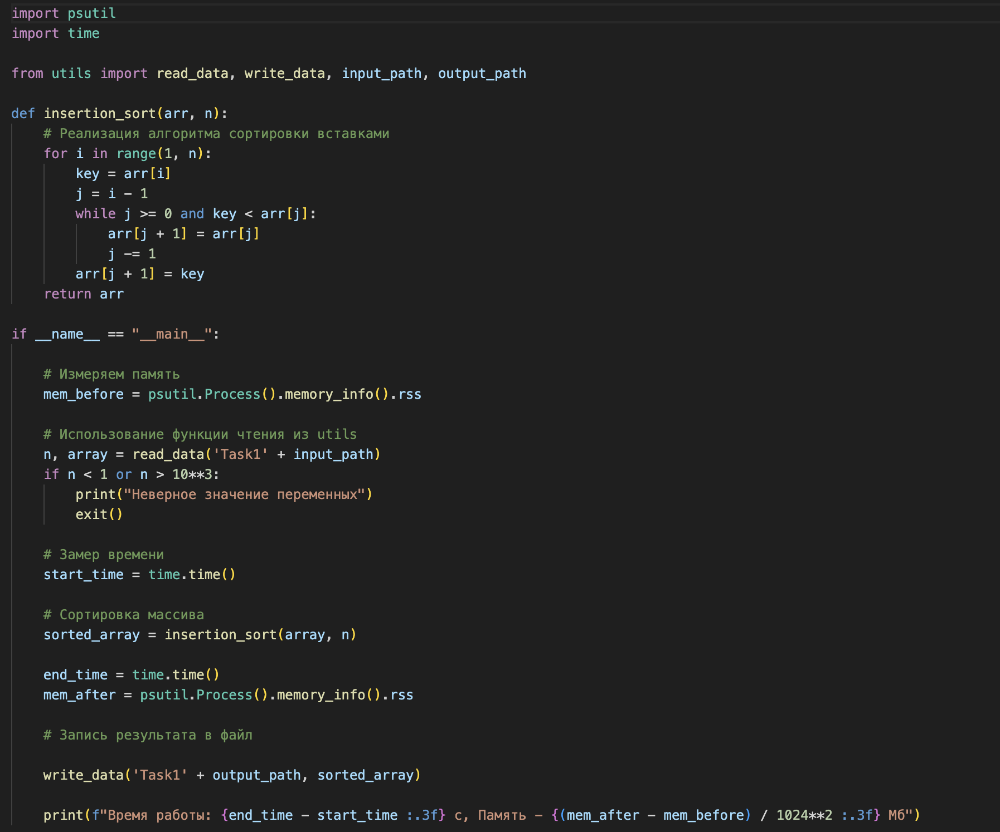 import psutil
import time
from utils import read_data, write_data, input_path, output_path
def insertion_sort(arr, n):
    # Реализация алгоритма сортировки вставками
    for i in range(1, n):
        key = arr[i]
        j = i - 1
        while j >= 0 and key < arr[j]:
            arr[j + 1] = arr[j]
            j -= 1
        arr[j + 1] = key
    return arr
if __name__ == "__main__":
    # Измеряем память
    mem_before = psutil.Process().memory_info().rss
    # Использование функции чтения из utils
    n, array = read_data('Task1' + input_path)
    if n < 1 or n > 10**3:
        print("Неверное значение переменных")
        exit()
    # Замер времени
    start_time = time.time()
    # Сортировка массива
    sorted_array = insertion_sort(array, n)
    end_time = time.time()
    mem_after = psutil.Process().memory_info().rss
    # Запись результата в файл
    write_data('Task1' + output_path, sorted_array)
    print(f"Время работы: {end_time - start_time :.3f} с, Память - {(mem_after - mem_before) / 1024**2 :.3f} Мб")